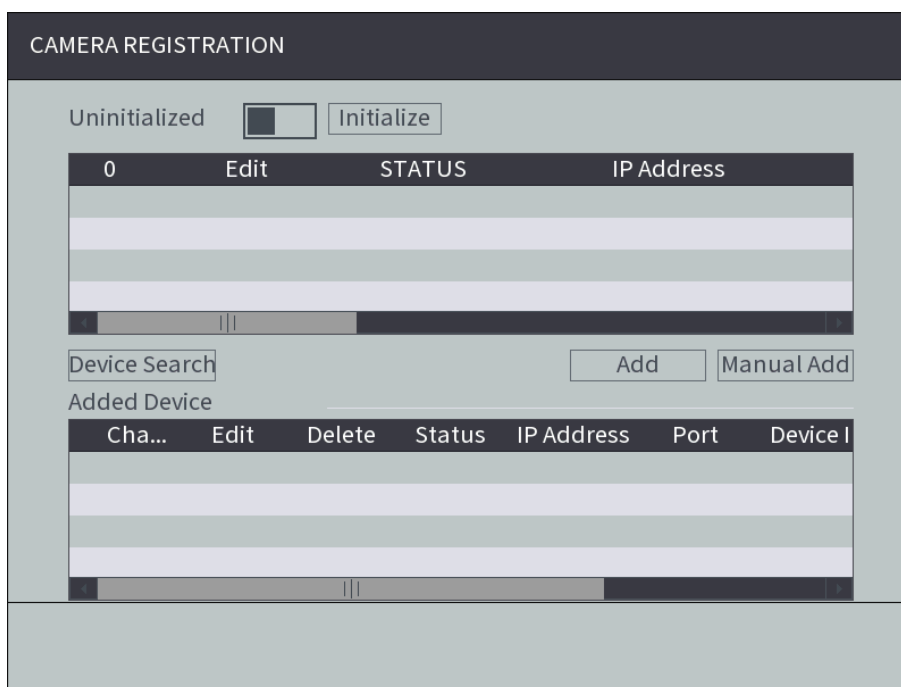 CAMERA REGISTRATION
Uninitialized Initialize
0 Edit STATUS IP Address
Device Search Add Manual Add
Added Device
Cha... Edit Delete Status IP Address Port Device I